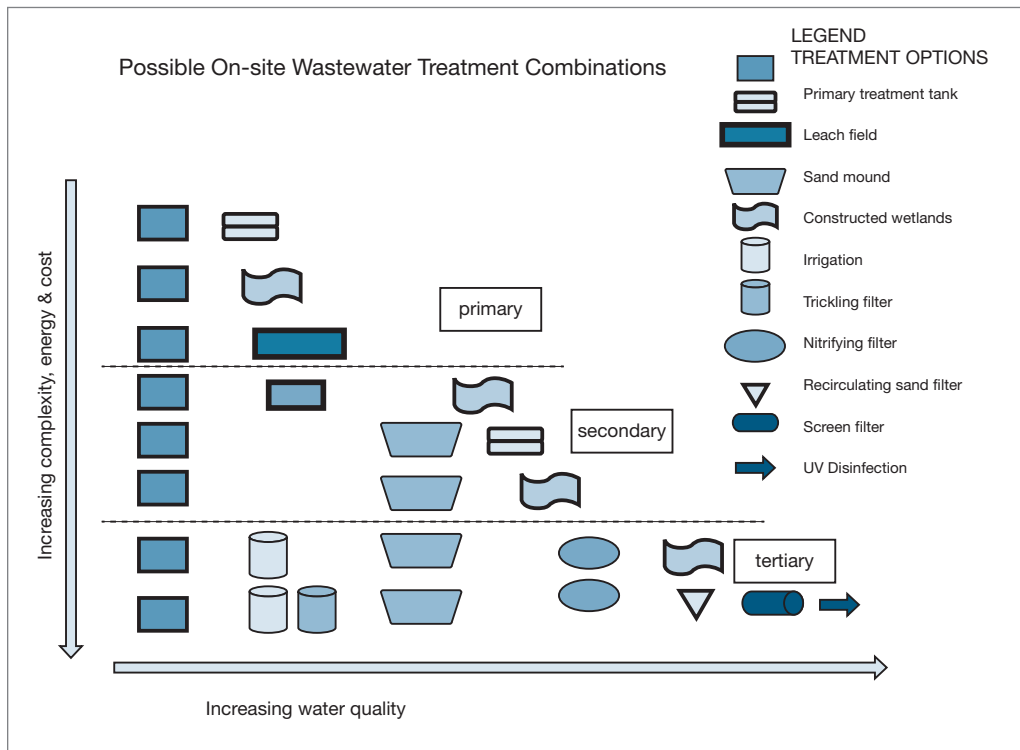 Possible On-site Wastewater Treatment Combinations
LEGEND
TREATMENT OPTIONS
Primary treatment tank
Leach field
Sand mound
Constructed wetlands
Irrigation
Trickling filter
Nitrifying filter
Recirculating sand filter
Screen filter
UV Disinfection
Increasing complexity, energy & cost
primary
secondary
tertiary
Increasing water quality